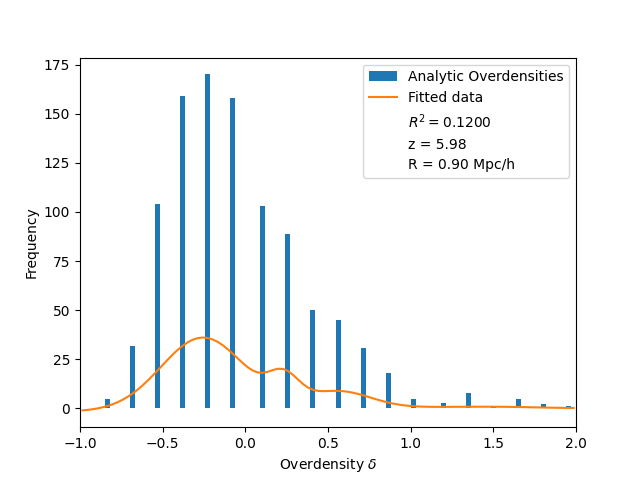 175
150
125
100
75
50
25
0
Frequency
−1.0 −0.5 0.0 0.5 1.0 1.5 2.0
Overdensity δ
Analytic Overdensities
Fitted data
R² = 0.1200
z = 5.98
R = 0.90 Mpc/h